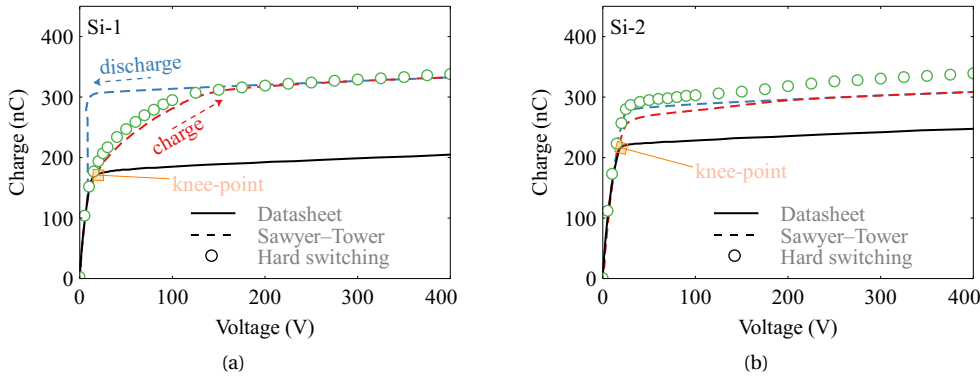 Si-1
discharge
charge
knee-point
Datasheet
Sawyer–Tower
Hard switching
Charge (nC)
400
300
200
100
0
0 100 200 300 400
Voltage (V)
(a)
Si-2
knee-point
Datasheet
Sawyer–Tower
Hard switching
Charge (nC)
400
300
200
100
0
0 100 200 300 400
Voltage (V)
(b)